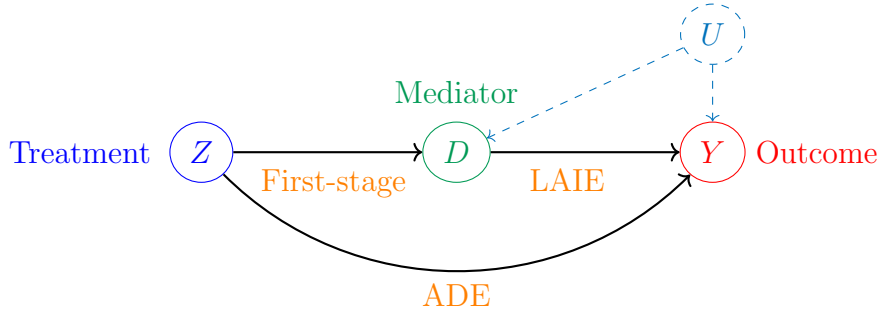 U
Mediator
Treatment Z D Y Outcome
First-stage LAIE
ADE